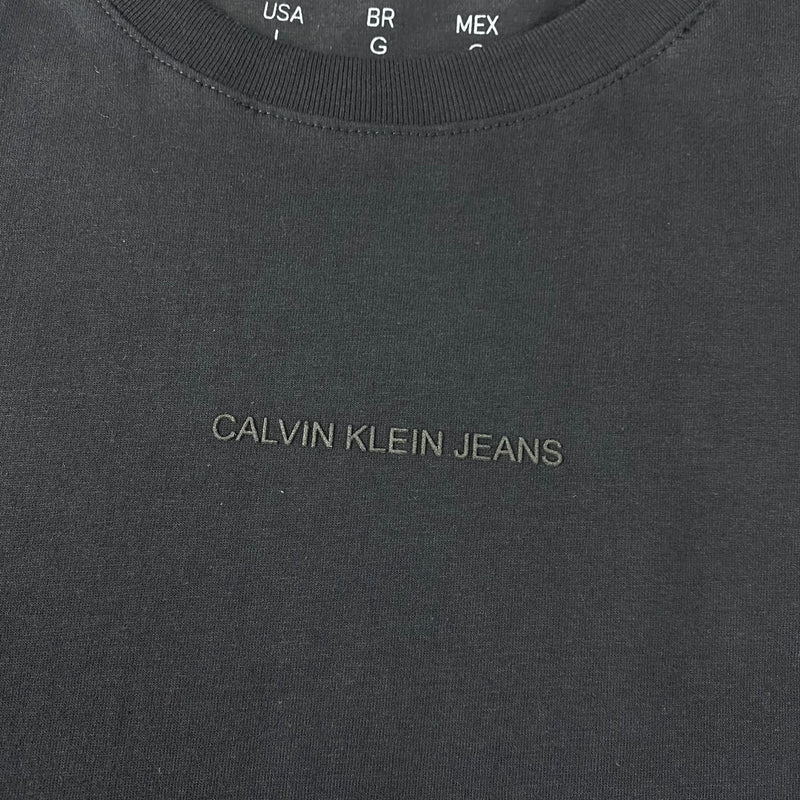 USA BR MEX
L G G
CALVIN KLEIN JEANS